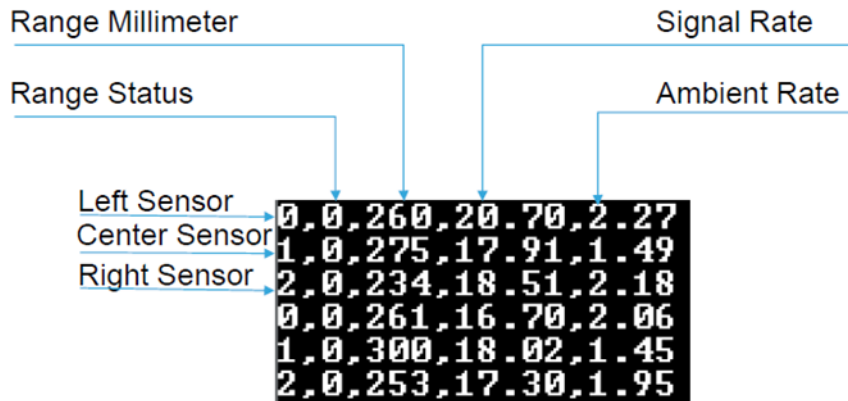 Range Millimeter Signal Rate
Range Status Ambient Rate
Left Sensor 0,0,260,20.70,2.27
Center Sensor 1,0,275,17.91,1.49
Right Sensor 2,0,234,18.51,2.18
0,0,261,16.70,2.06
1,0,300,18.02,1.45
2,0,253,17.30,1.95